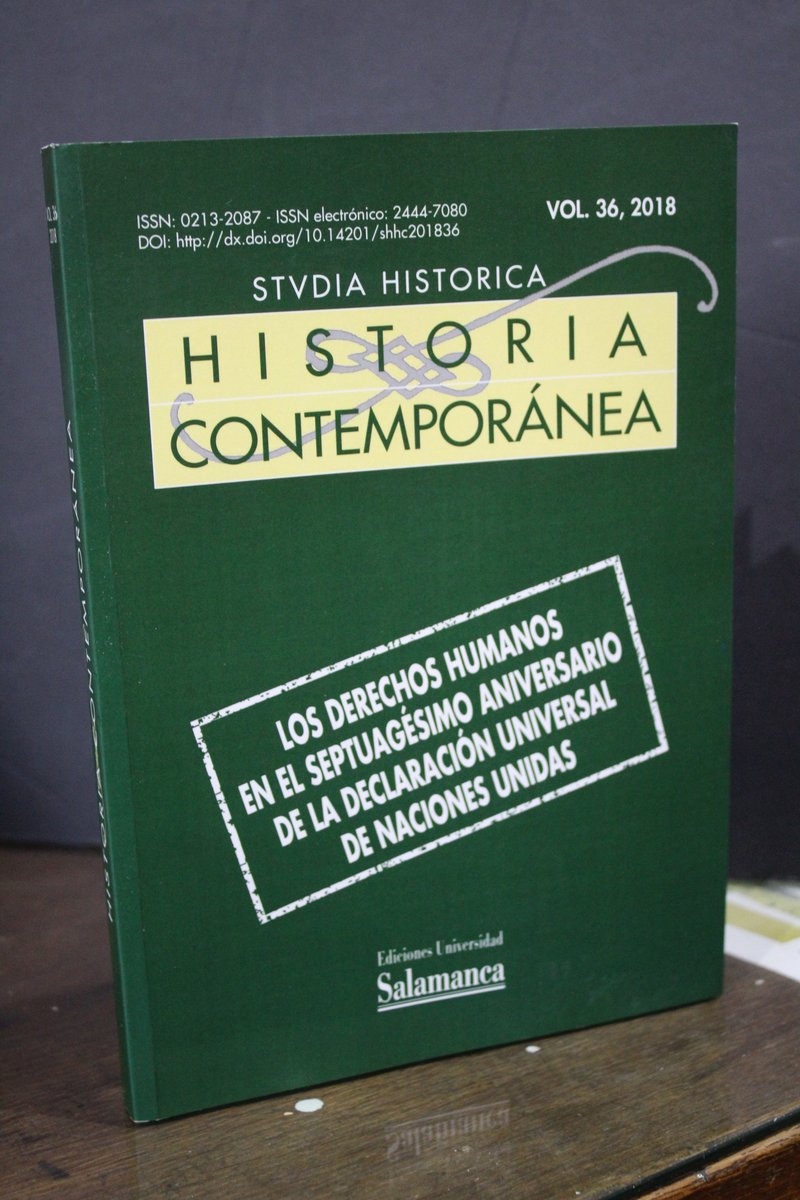 ISSN: 0213-2087 - ISSN electrónico: 2444-7080
DOI: http://dx.doi.org/10.14201/shhc201836
VOL. 36, 2018
STVDIA HISTORICA
HISTORIA
CONTEMPORÁNEA
LOS DERECHOS HUMANOS
EN EL SEPTUAGÉSIMO ANIVERSARIO
DE LA DECLARACIÓN UNIVERSAL
DE NACIONES UNIDAS
Ediciones Universidad
Salamanca
HISTORIA CONTEMPORÁNEA